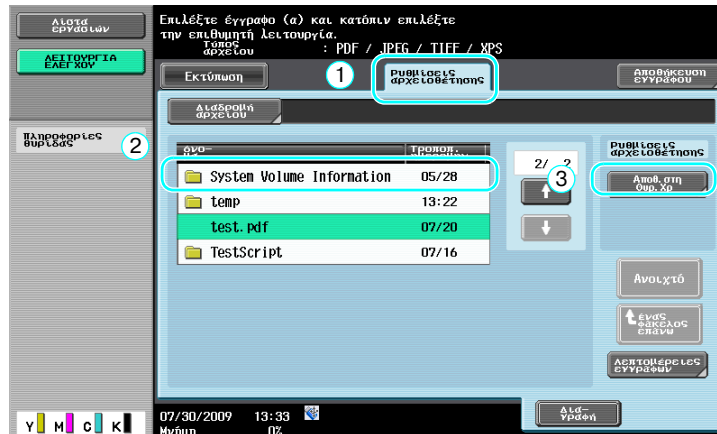 Λίστα
εργασιών
ΛΕΙΤΟΥΡΓΙΑ
ΕΛΕΓΧΟΥ
Πληροφορίες
θυρίδας
2
Επιλέξτε έγγραφο (α) και κατόπιν επιλέξτε
την επιθυμητή λειτουργία.
Τύπος
αρχείου : PDF / JPEG / TIFF / XPS
Εκτύπωση
1
Ρυθμίσεις
αρχειοθέτησης
Αποθήκευση
εγγράφου
Διαδρομή
αρχείου
Τροποπ.
System Volume Information 05/28
temp 13:22
test.pdf 07/20
TestScript 07/16
2/ 2
3
Ρυθμίσεις
αρχειοθέτησης
Αποθ. στη
Θυρ. Χρ
Ανοιχτό
ένας
φάκελος
επάνω
Λεπτομέρειες
εγγράφων
Δια-
γραφή
07/30/2009 13:33
Μνήμη 0%
Y M C K